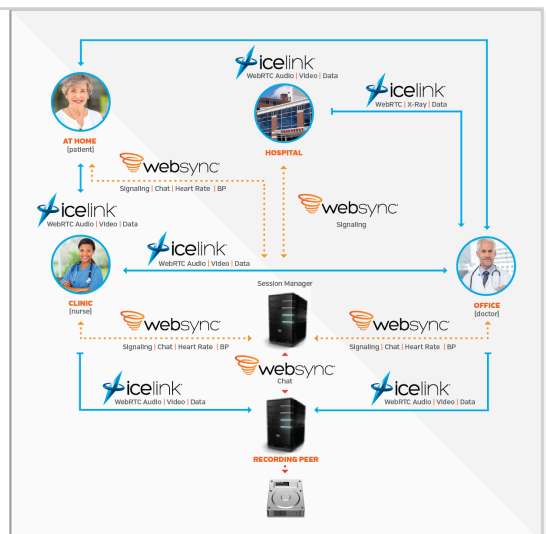 icelink
WebRTC Audio | Video | Data
icelink
WebRTC | X-Ray | Data
AT HOME
(patient)
HOSPITAL
websync
Signaling | Chat | Heart Rate | BP
websync
Signaling
icelink
WebRTC Audio | Video | Data
icelink
WebRTC Audio | Video | Data
Session Manager
CLINIC
(nurse)
OFFICE
(doctor)
websync
Signaling | Chat | Heart Rate | BP
websync
Signaling | Chat | Heart Rate | BP
websync
Chat
icelink
WebRTC Audio | Video | Data
icelink
WebRTC Audio | Video | Data
RECORDING PEER